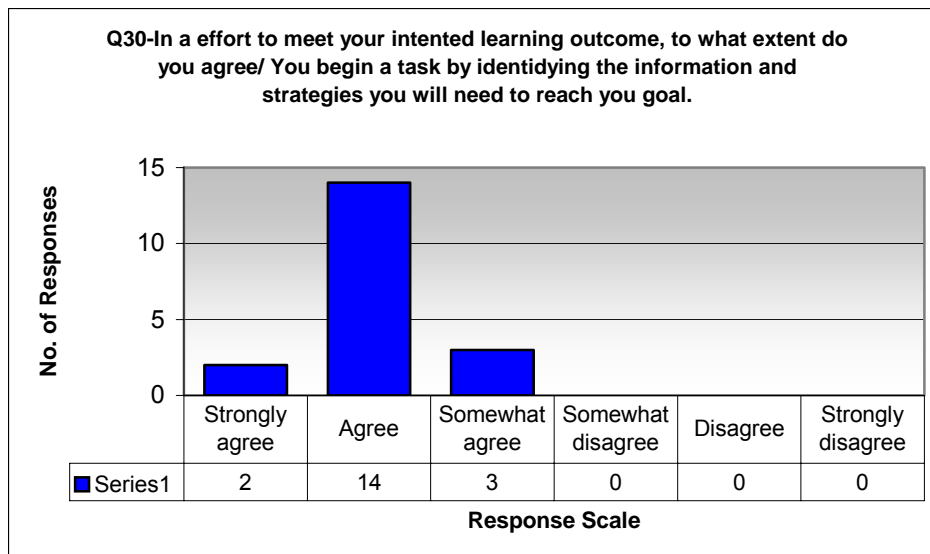 Q30-In a effort to meet your intented learning outcome, to what extent do
you agree/ You begin a task by identidying the information and
strategies you will need to reach you goal.
No. of Responses
15
10
5
0
Strongly agree
Agree
Somewhat agree
Somewhat disagree
Disagree
Strongly disagree
Series1 2 14 3 0 0 0
Response Scale